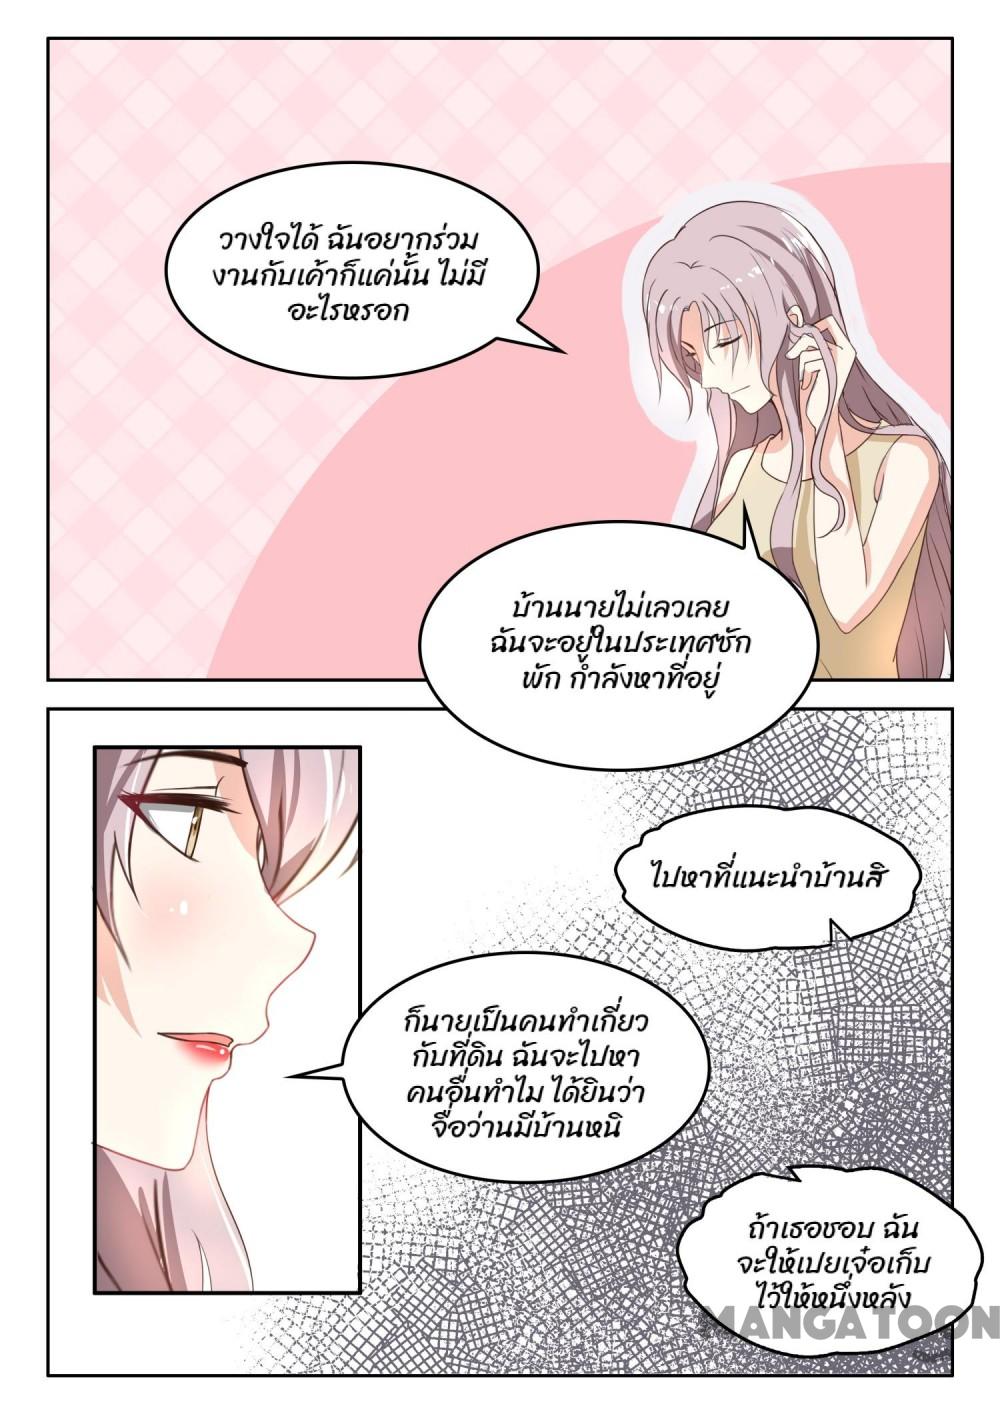 วางใจได้ ฉันอยากร่วม
งานกับเค้าก็แค่นั้น ไม่มี
อะไรหรอก
บ้านนายไม่เลวเลย
ฉันจะอยู่ในประเทศซัก
พัก กำลังหาที่อยู่
ไปหาที่แนะนำบ้านสิ
ก็นายเป็นคนทำเกี่ยว
กับที่ดิน ฉันจะไปหา
คนอื่นทำไม ได้ยินว่า
จื่อว่านมีบ้านหนิ
ถ้าเธอชอบ ฉัน
จะให้เปยเจ๋อเก็บ
ไว้ให้หนึ่งหลัง
MANGATOON